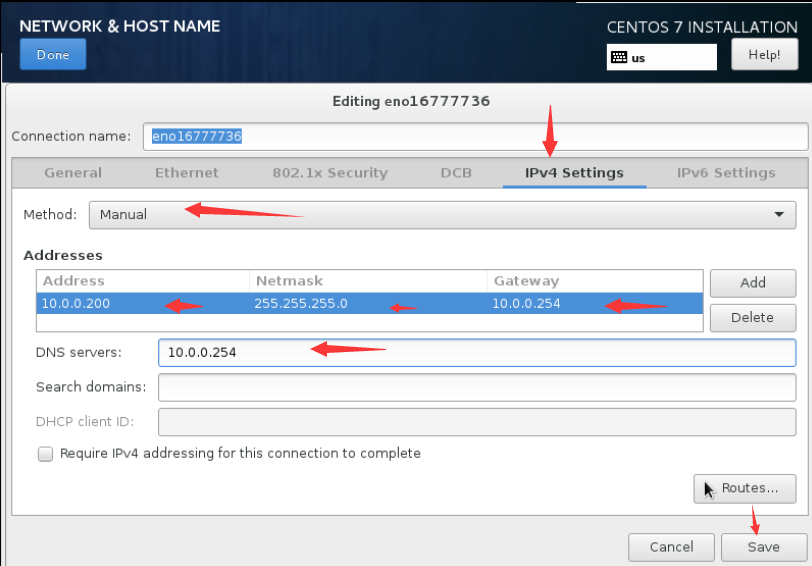 NETWORK & HOST NAME
CENTOS 7 INSTALLATION
Done
us
Help!
Editing eno16777736
Connection name: eno16777736
General Ethernet 802.1x Security DCB IPv4 Settings IPv6 Settings
Method: Manual
Addresses
Address Netmask Gateway
Add
10.0.0.200 255.255.255.0 10.0.0.254
Delete
DNS servers: 10.0.0.254
Search domains:
DHCP client ID:
Require IPv4 addressing for this connection to complete
Routes...
Cancel Save